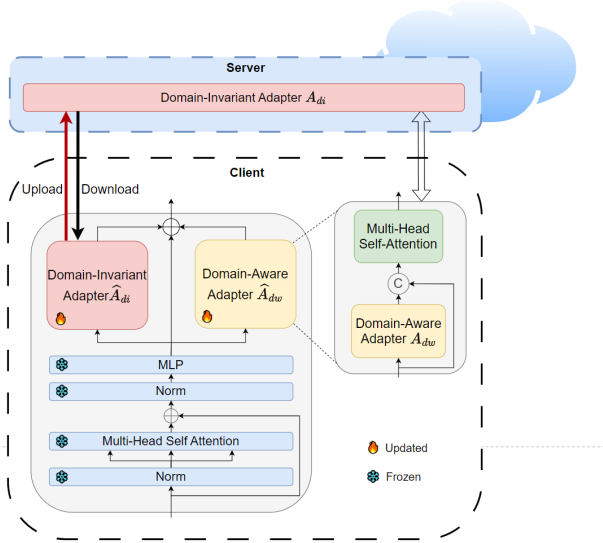 Server
Domain-Invariant Adapter A_di
Client
Upload
Download
Domain-Invariant
Adapter Â_di
Domain-Aware
Adapter Â_dw
Multi-Head
Self-Attention
C
Domain-Aware
Adapter A_dw
MLP
Norm
Multi-Head Self Attention
Norm
Updated
Frozen